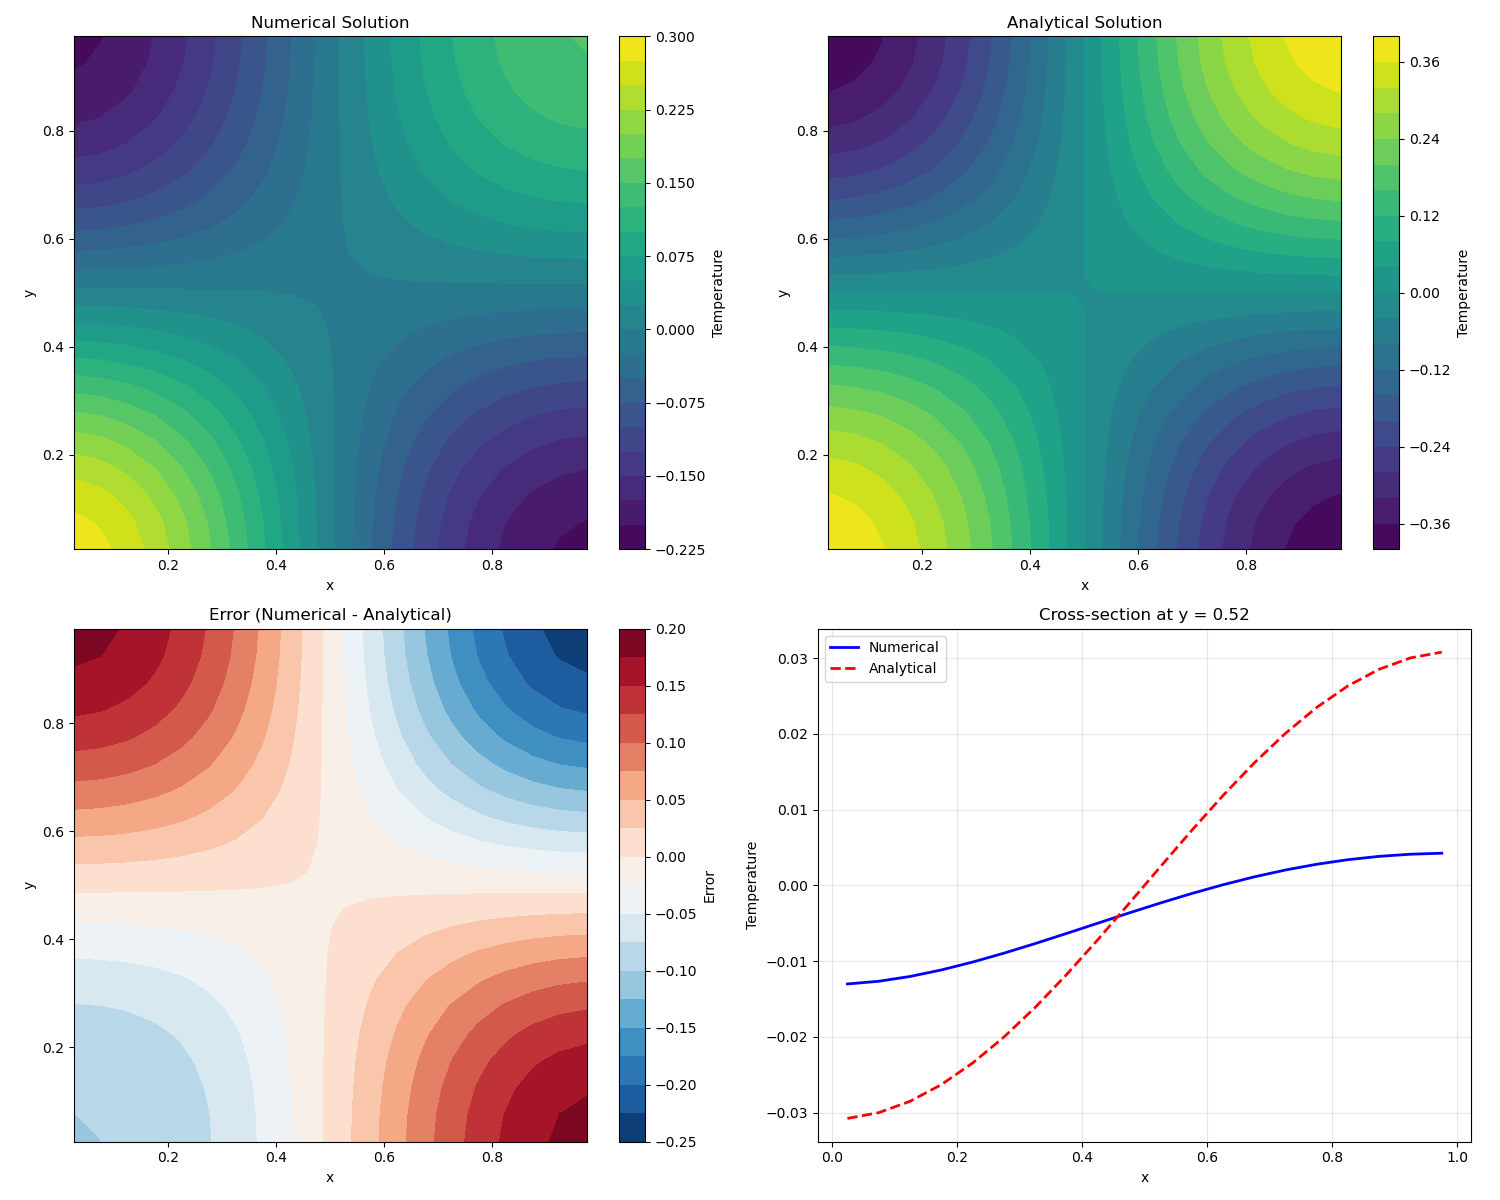 Numerical Solution
y
0.8
0.6
0.4
0.2
0.2 0.4 0.6 0.8
x
0.300
0.225
0.150
0.075
0.000
−0.075
−0.150
−0.225
Temperature
Analytical Solution
y
0.8
0.6
0.4
0.2
0.2 0.4 0.6 0.8
x
0.36
0.24
0.12
0.00
−0.12
−0.24
−0.36
Temperature
Error (Numerical - Analytical)
y
0.8
0.6
0.4
0.2
0.2 0.4 0.6 0.8
x
0.20
0.15
0.10
0.05
0.00
−0.05
−0.10
−0.15
−0.20
−0.25
Error
Cross-section at y = 0.52
Numerical
Analytical
Temperature
0.03
0.02
0.01
0.00
−0.01
−0.02
−0.03
0.0 0.2 0.4 0.6 0.8 1.0
x